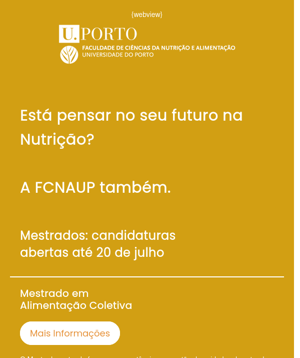 (webview)
U. PORTO
FACULDADE DE CIÊNCIAS DA NUTRIÇÃO E ALIMENTAÇÃO
UNIVERSIDADE DO PORTO
Está pensar no seu futuro na
Nutrição?
A FCNAUP também.
Mestrados: candidaturas
abertas até 20 de julho
Mestrado em
Alimentação Coletiva
Mais Informações